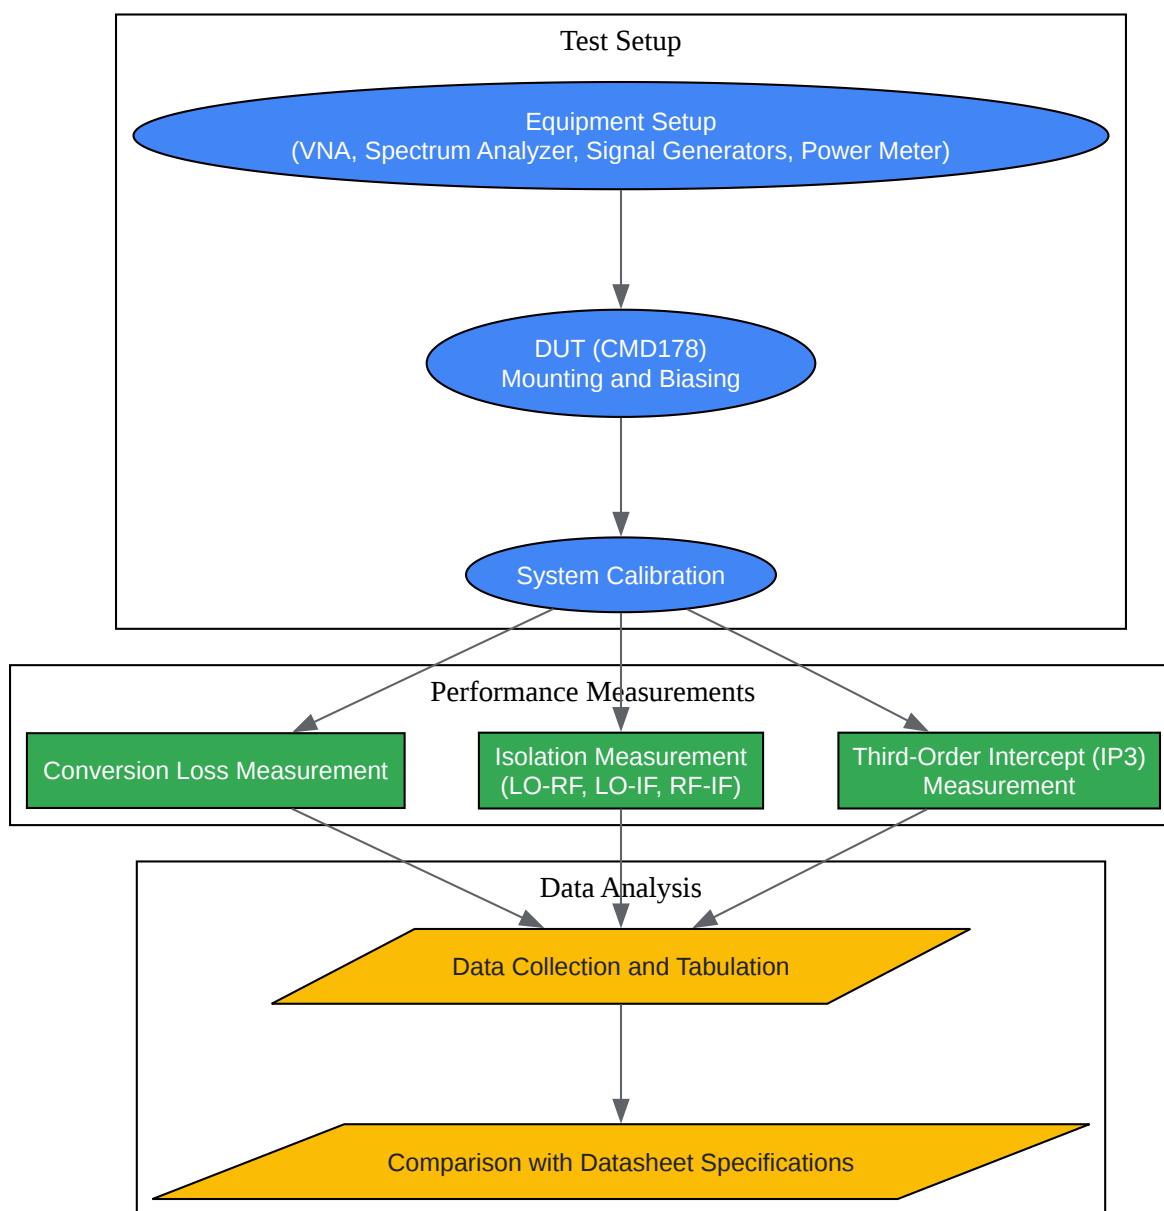 Test Setup
Equipment Setup
(VNA, Spectrum Analyzer, Signal Generators, Power Meter)
DUT (CMD178)
Mounting and Biasing
System Calibration
Performance Measurements
Conversion Loss Measurement
Isolation Measurement
(LO-RF, LO-IF, RF-IF)
Third-Order Intercept (IP3)
Measurement
Data Analysis
Data Collection and Tabulation
Comparison with Datasheet Specifications